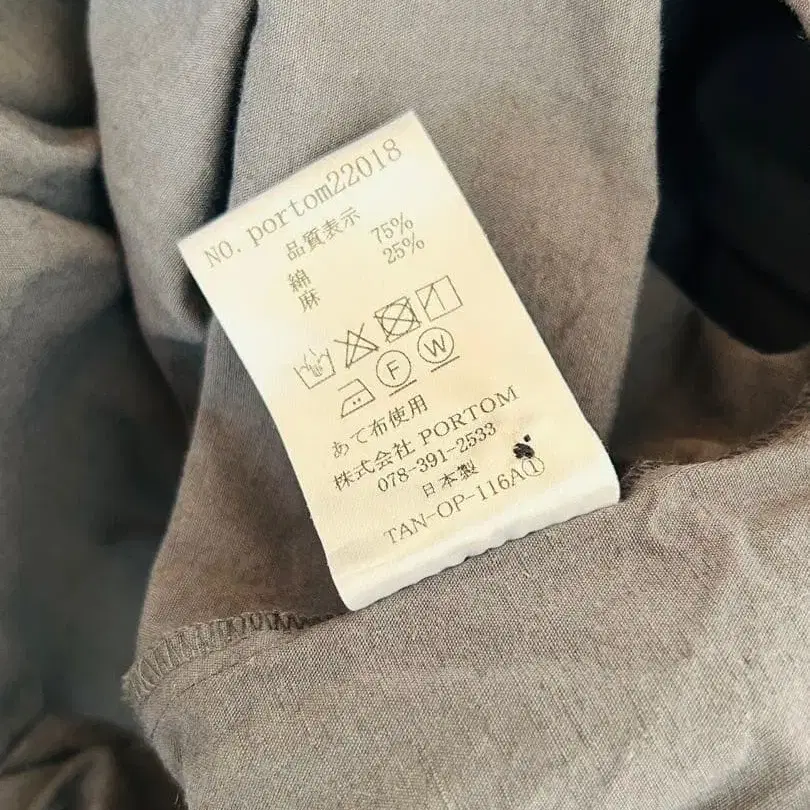 NO. portom22018
品質表示
綿 75%
麻 25%
F W
あて布使用
株式会社 PORTOM
078-391-2533
日本製
TAN-OP-116A①